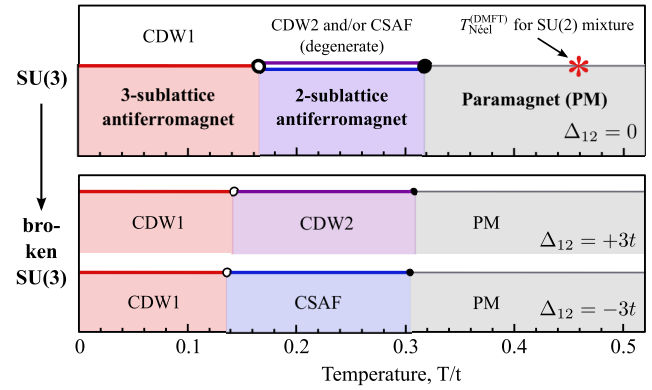 CDW1
CDW2 and/or CSAF
(degenerate)
T_Néel^(DMFT) for SU(2) mixture
SU(3)
3-sublattice
antiferromagnet
2-sublattice
antiferromagnet
Paramagnet (PM)
Δ₁₂ = 0
bro-
ken
SU(3)
CDW1
CDW2
PM
Δ₁₂ = +3t
CDW1
CSAF
PM
Δ₁₂ = −3t
0 0.1 0.2 0.3 0.4 0.5
Temperature, T/t